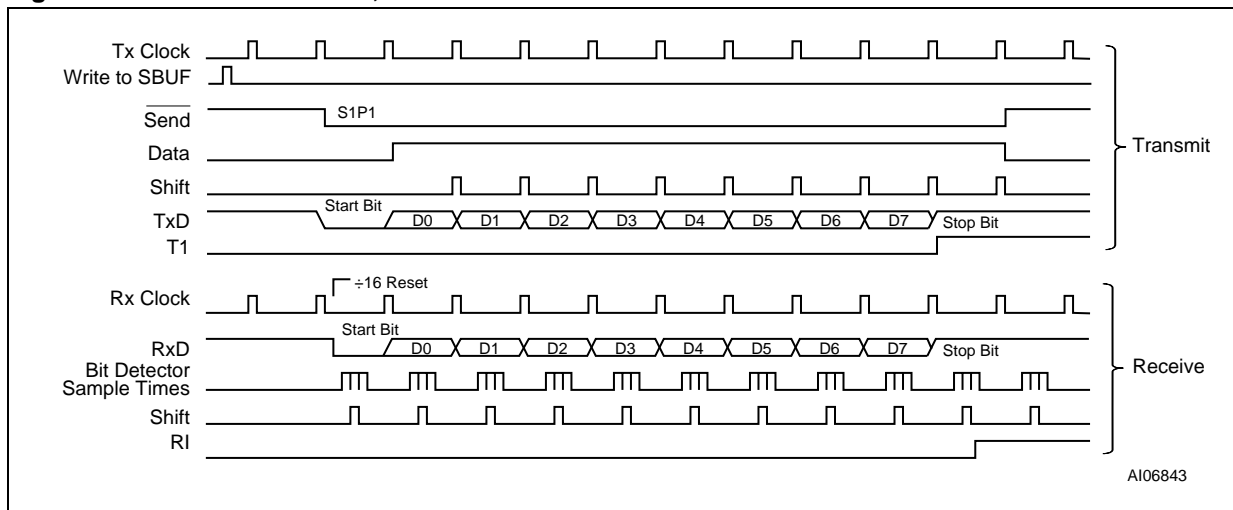 Tx Clock
Write to SBUF
Send
S1P1
Data
Transmit
Shift
Start Bit
TxD
D0 D1 D2 D3 D4 D5 D6 D7
Stop Bit
T1
÷16 Reset
Rx Clock
Start Bit
RxD
D0 D1 D2 D3 D4 D5 D6 D7
Stop Bit
Bit Detector
Sample Times
Receive
Shift
RI
AI06843